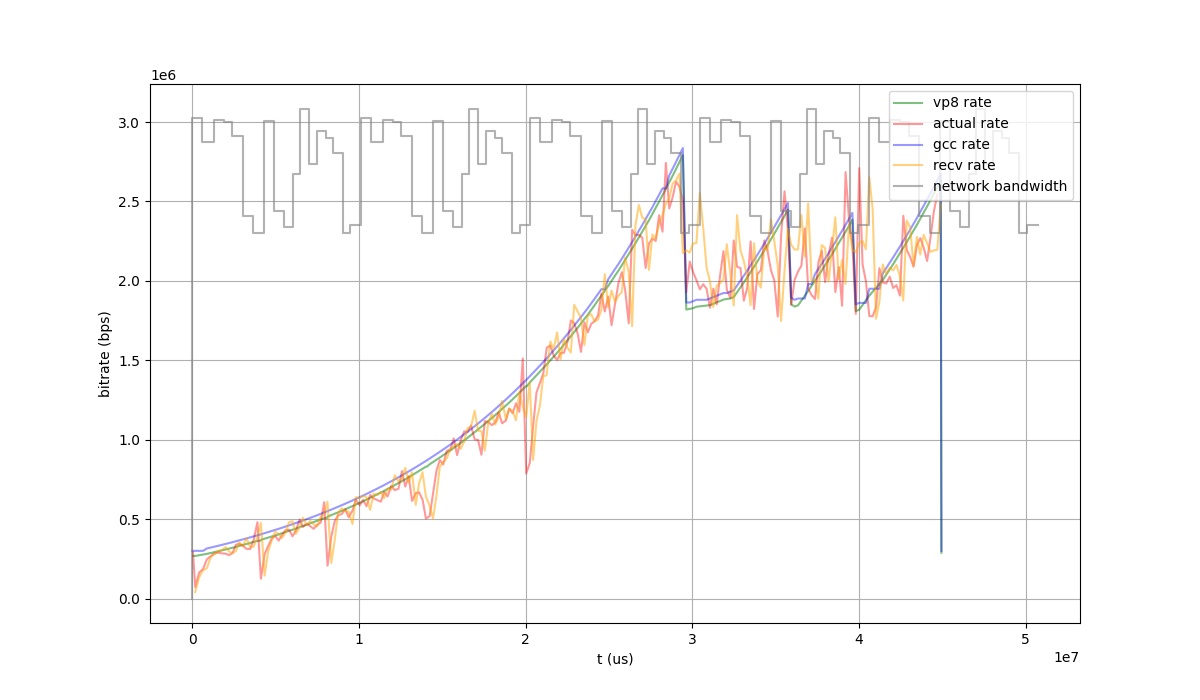 1e6
3.0
2.5
2.0
1.5
1.0
0.5
0.0
bitrate (bps)
vp8 rate
actual rate
gcc rate
recv rate
network bandwidth
0 1 2 3 4 5
t (us)
1e7